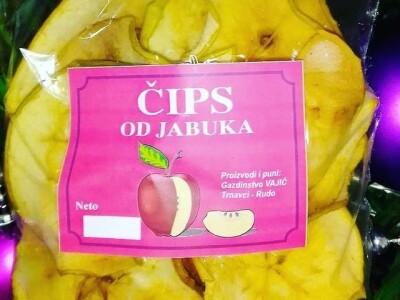 ČIPS
OD JABUKA
Proizvodi i puni:
Gazdinstvo VAJIĆ
Trnavci - Rudo
Neto